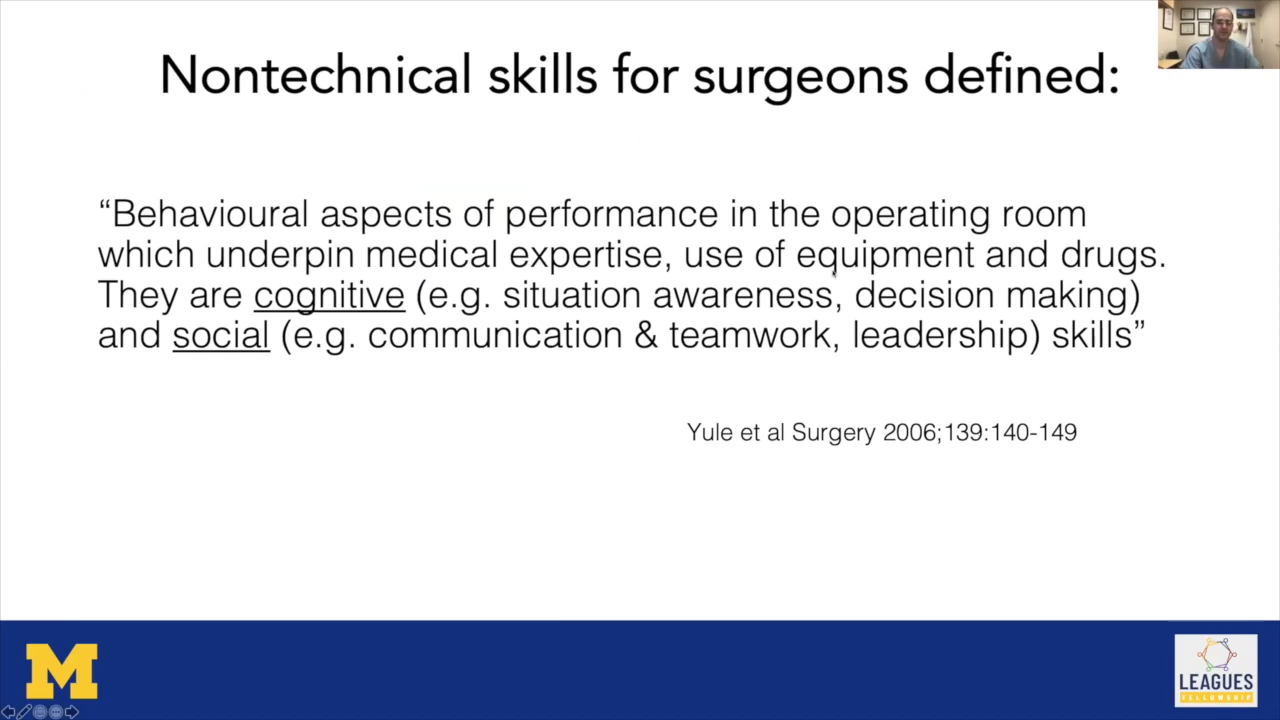 Nontechnical skills for surgeons defined:
“Behavioural aspects of performance in the operating room
which underpin medical expertise, use of equipment and drugs.
They are cognitive (e.g. situation awareness, decision making)
and social (e.g. communication & teamwork, leadership) skills”
Yule et al Surgery 2006;139:140-149
M
LEAGUES
FELLOWSHIP